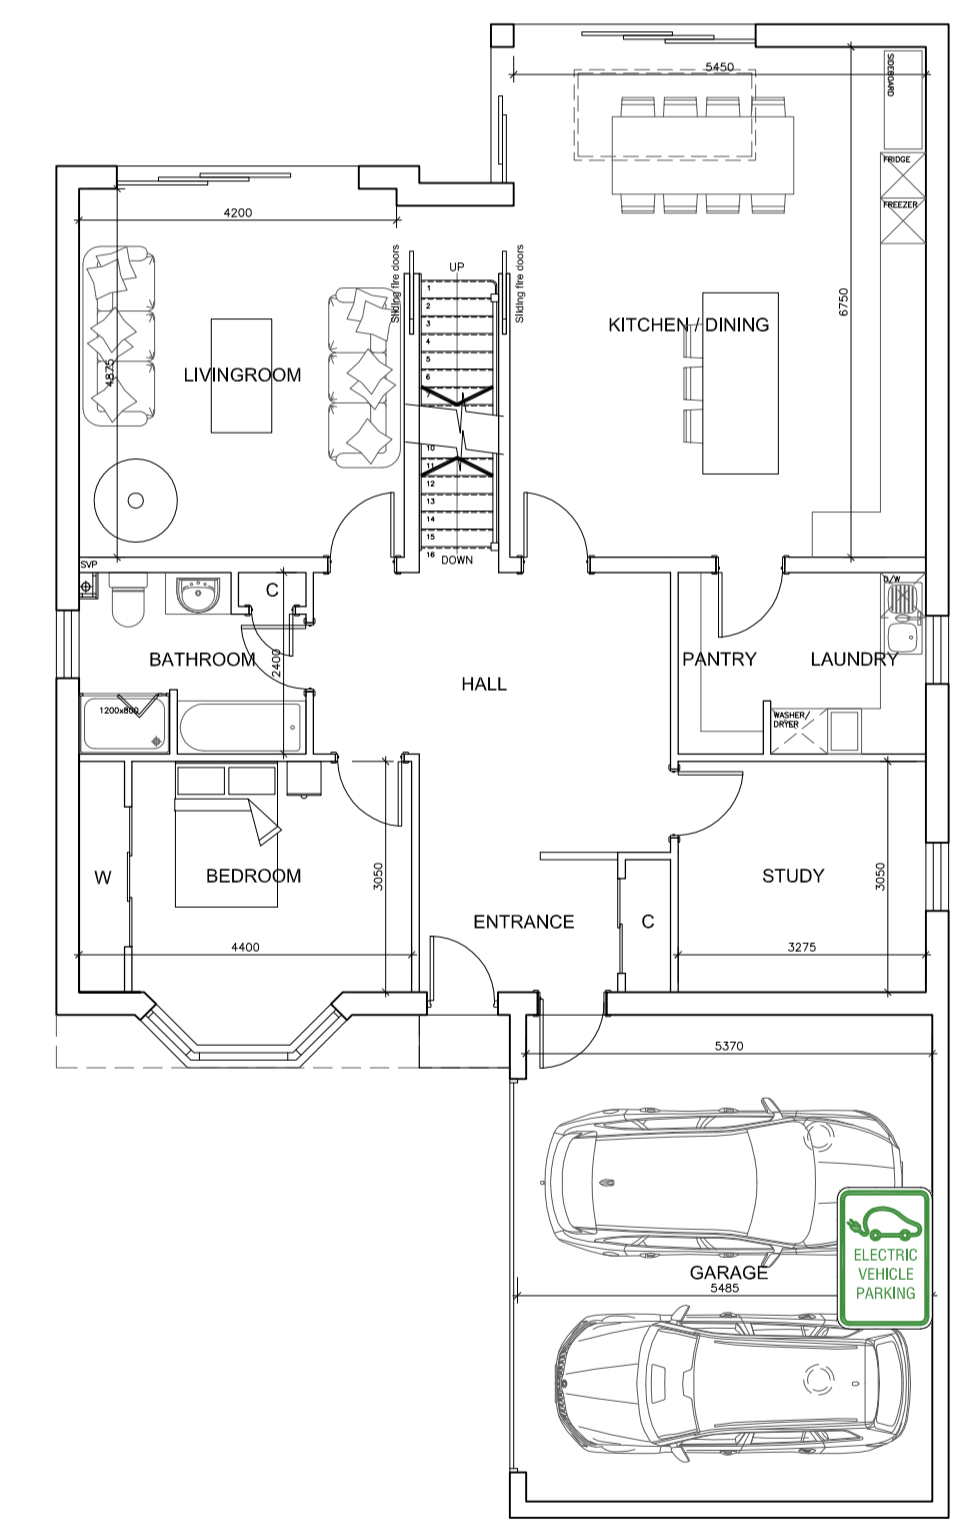 5450
SIDEBOARD
FRIDGE
FREEZER
4200
Sliding fire doors
UP
Sliding fire doors
1
2
3
4
5
6
7
10
11
12
13
14
15
16
DOWN
KITCHEN / DINING
6750
LIVINGROOM
4875
SVP
C
D/W
BATHROOM
2400
HALL
PANTRY
LAUNDRY
1200x800
WASHER/
DRYER
W
BEDROOM
3050
STUDY
3050
ENTRANCE
C
4400
3275
5370
ELECTRIC
VEHICLE
PARKING
GARAGE
5485